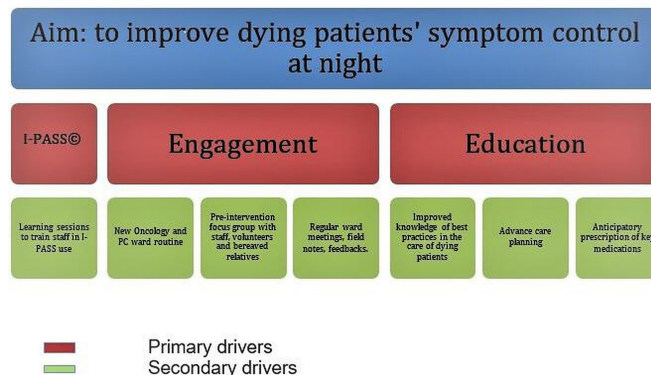 Aim: to improve dying patients' symptom control
at night
I-PASS©
Engagement
Education
Learning sessions
to train staff in I-
PASS use
New Oncology and
PC ward routine
Pre-intervention
focus group with
staff, volunteers
and bereaved
relatives
Regular ward
meetings, field
notes, feedbacks.
Improved
knowledge of best
practices in the
care of dying
patients
Advance care
planning
Anticipatory
prescription of key
medications
Primary drivers
Secondary drivers